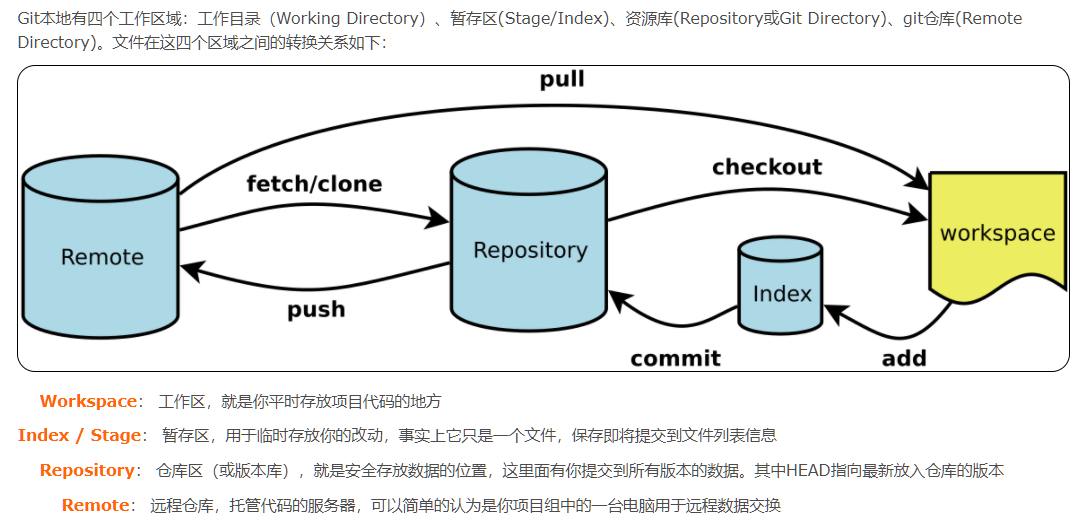 Git本地有四个工作区域：工作目录（Working Directory）、暂存区(Stage/Index)、资源库(Repository或Git Directory)、git仓库(Remote
Directory)。文件在这四个区域之间的转换关系如下：
pull
fetch/clone
checkout
Remote
Repository
workspace
Index
push
commit
add
Workspace： 工作区，就是你平时存放项目代码的地方
Index / Stage： 暂存区，用于临时存放你的改动，事实上它只是一个文件，保存即将提交到文件列表信息
Repository： 仓库区（或版本库），就是安全存放数据的位置，这里面有你提交到所有版本的数据。其中HEAD指向最新放入仓库的版本
Remote： 远程仓库，托管代码的服务器，可以简单的认为是你项目组中的一台电脑用于远程数据交换